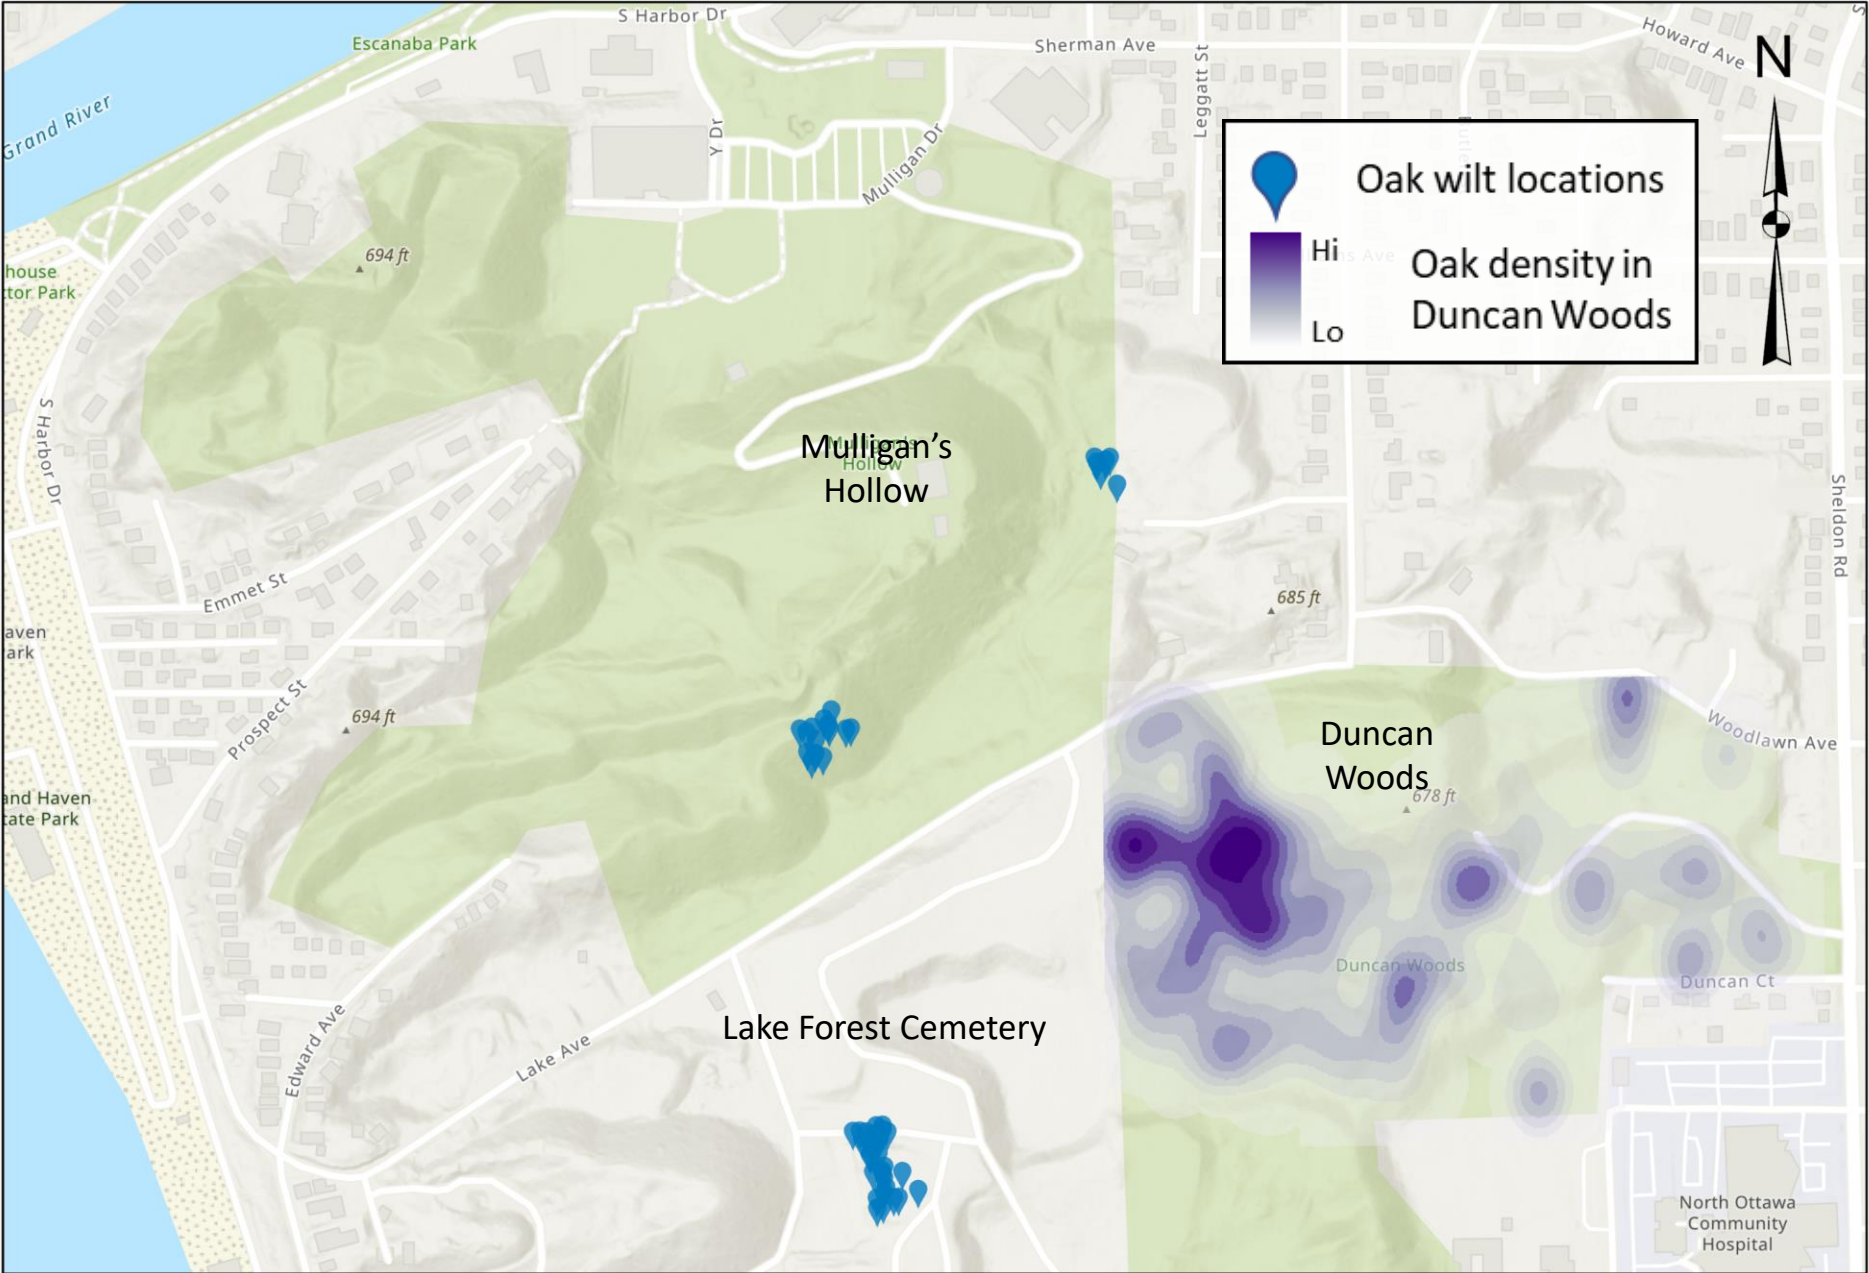 S Harbor Dr
Escanaba Park
Sherman Ave
Howard Ave
N
Grand River
Leggatt St
Y Dr
Mulligan Dr
Oak wilt locations
Hi
Lo
Oak density in
Duncan Woods
694 ft
house
tor Park
S Harbor Dr
Mulligan's
Hollow
Mulligan's
Hollow
Sheldon Rd
Emmet St
685 ft
aven
ark
Prospect St
694 ft
Duncan
Woods
678 ft
Woodlawn Ave
and Haven
tate Park
Duncan Woods
Duncan Ct
Lake Forest Cemetery
Edward Ave
Lake Ave
North Ottawa
Community
Hospital